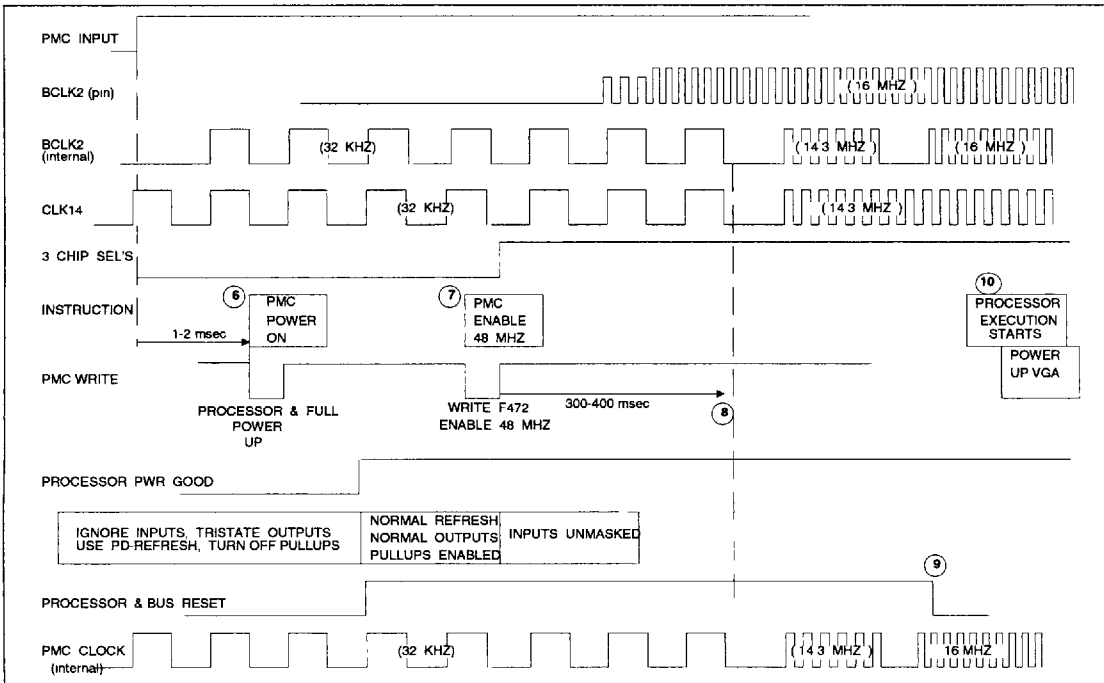 PMC INPUT
BCLK2 (pin)
(16 MHZ)
BCLK2
(internal)
(32 KHZ)
(14 3 MHZ)
(16 MHZ)
CLK14
(32 KHZ)
(14 3 MHZ)
3 CHIP SEL'S
INSTRUCTION
6
PMC
POWER
ON
7
PMC
ENABLE
48 MHZ
10
PROCESSOR
EXECUTION
STARTS
1-2 msec
POWER
UP VGA
PMC WRITE
PROCESSOR & FULL
POWER
UP
WRITE F472
ENABLE 48 MHZ
300-400 msec
8
PROCESSOR PWR GOOD
IGNORE INPUTS, TRISTATE OUTPUTS
USE PD-REFRESH, TURN OFF PULLUPS
NORMAL REFRESH,
NORMAL OUTPUTS
PULLUPS ENABLED
INPUTS UNMASKED
9
PROCESSOR & BUS RESET
PMC CLOCK
(internal)
(32 KHZ)
(14 3 MHZ)
16 MHZ